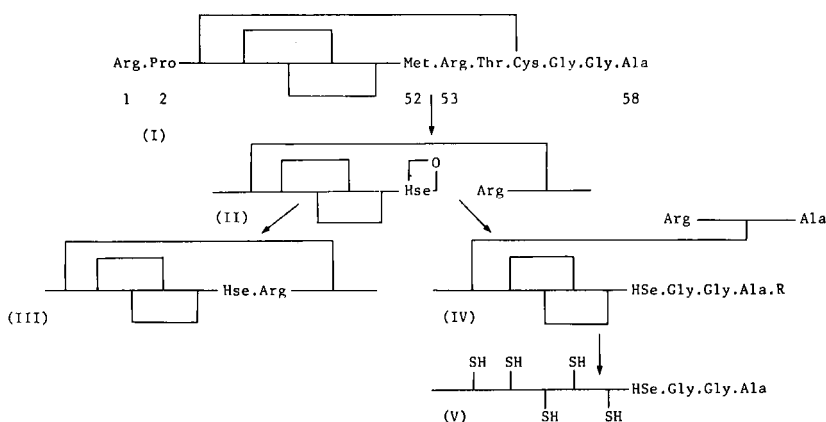 Arg.Pro Met.Arg.Thr.Cys.Gly.Gly.Ala
1 2 52 53 58
(I)
O
Hse Arg
(II)
Arg Ala
Hse.Arg HSe.Gly.Gly.Ala.R
(III) (IV)
SH SH SH
HSe.Gly.Gly.Ala
(V) SH SH